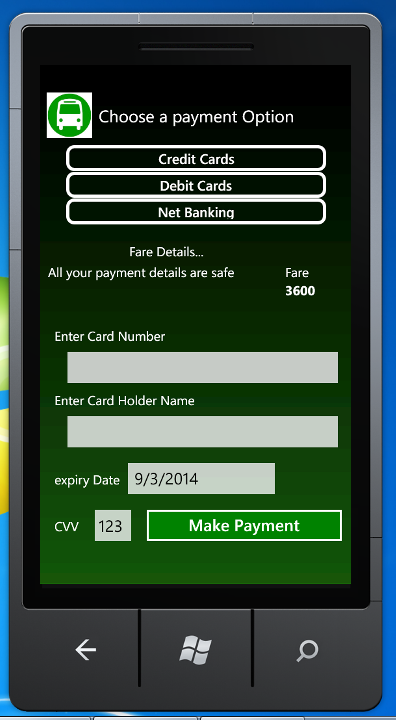 Choose a payment Option
Credit Cards
Debit Cards
Net Banking
Fare Details...
All your payment details are safe
Fare
3600
Enter Card Number
Enter Card Holder Name
expiry Date
9/3/2014
CVV
123
Make Payment